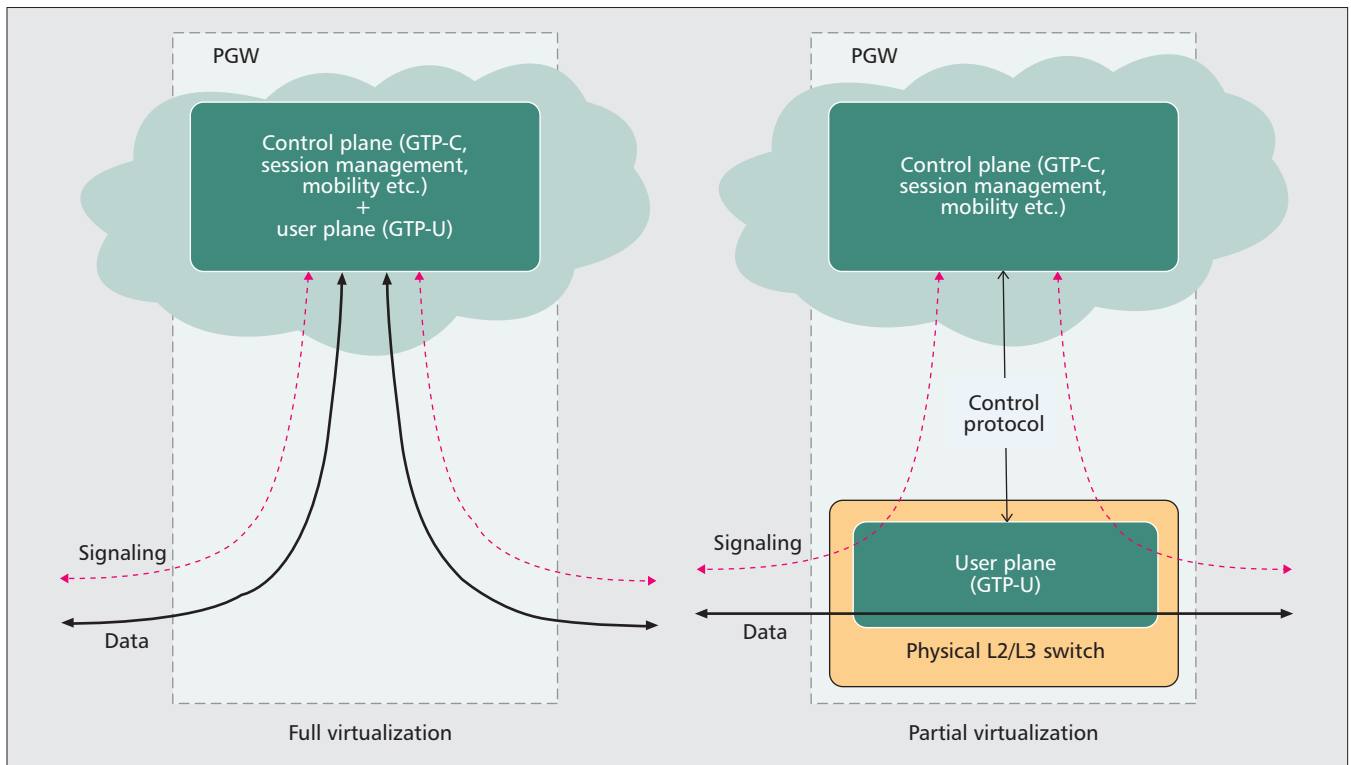 PGW
Control plane (GTP-C,
session management,
mobility etc.)
+
user plane (GTP-U)
Signaling
Data
Full virtualization
PGW
Control plane (GTP-C,
session management,
mobility etc.)
Control
protocol
Signaling
User plane
(GTP-U)
Data
Physical L2/L3 switch
Partial virtualization